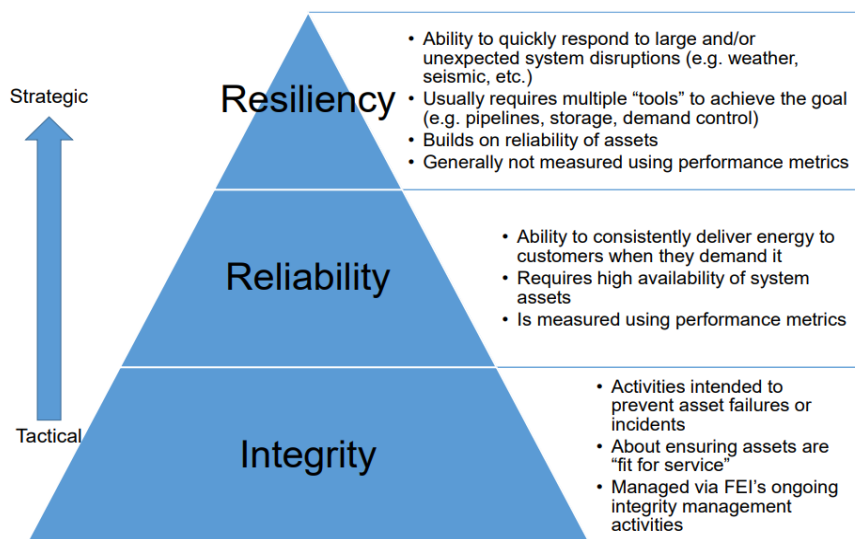 Strategic
Tactical
Resiliency
• Ability to quickly respond to large and/or
unexpected system disruptions (e.g. weather,
seismic, etc.)
• Usually requires multiple “tools” to achieve the goal
(e.g. pipelines, storage, demand control)
• Builds on reliability of assets
• Generally not measured using performance metrics
Reliability
• Ability to consistently deliver energy to
customers when they demand it
• Requires high availability of system
assets
• Is measured using performance metrics
Integrity
• Activities intended to
prevent asset failures or
incidents
• About ensuring assets are
“fit for service”
• Managed via FEI’s ongoing
integrity management
activities